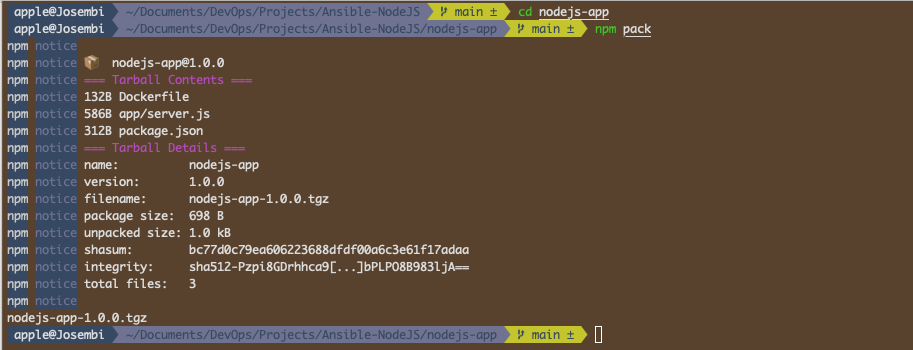 apple@Josembi ~/Documents/DevOps/Projects/Ansible-NodeJS main ± cd nodejs-app
apple@Josembi ~/Documents/DevOps/Projects/Ansible-NodeJS/nodejs-app main ± npm pack
npm notice
npm notice 📦 nodejs-app@1.0.0
npm notice === Tarball Contents ===
npm notice 132B Dockerfile
npm notice 586B app/server.js
npm notice 312B package.json
npm notice === Tarball Details ===
npm notice name: nodejs-app
npm notice version: 1.0.0
npm notice filename: nodejs-app-1.0.0.tgz
npm notice package size: 698 B
npm notice unpacked size: 1.0 kB
npm notice shasum: bc77d0c79ea606223688dfdf00a6c3e61f17adaa
npm notice integrity: sha512-Pzpi8GDrhhca9[...]bPLPO8B983ljA==
npm notice total files: 3
npm notice
nodejs-app-1.0.0.tgz
apple@Josembi ~/Documents/DevOps/Projects/Ansible-NodeJS/nodejs-app main ±